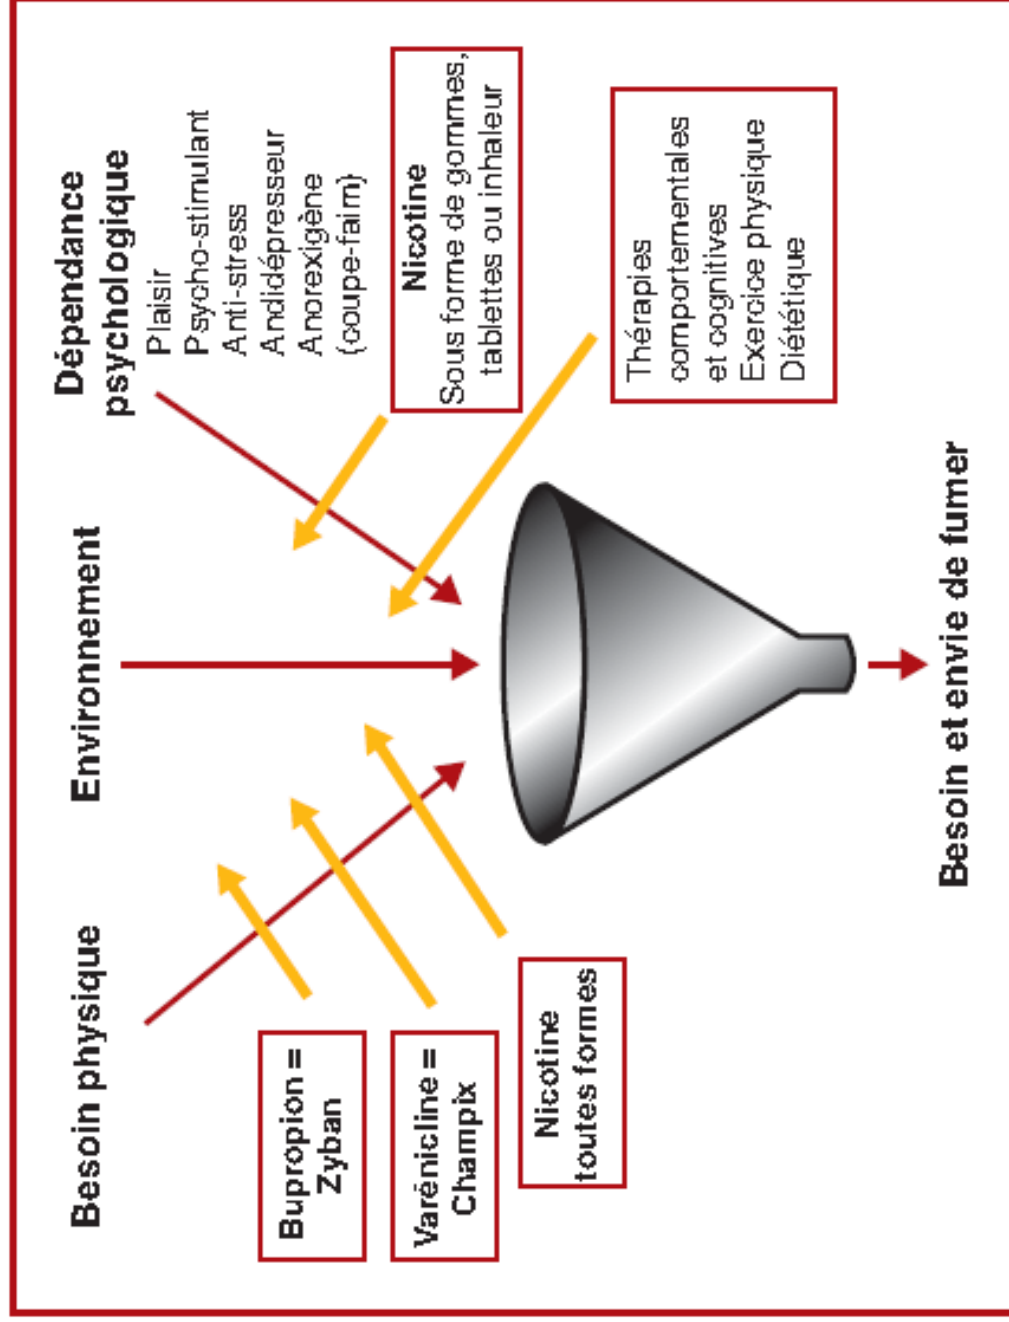 Besoin physique
Environnement
Dépendance
psychologique
Plaisir
Psycho-stimulant
Anti-stress
Andidépresseur
Anorexigène
(coupe-faim)
Bupropion =
Zyban
Varénicline =
Champix
Nicotine
toutes formes
Nicotine
Sous forme de gommes,
tablettes ou inhaleur
Thérapies
comportementales
et cognitives
Exercice physique
Diététique
Besoin et envie de fumer